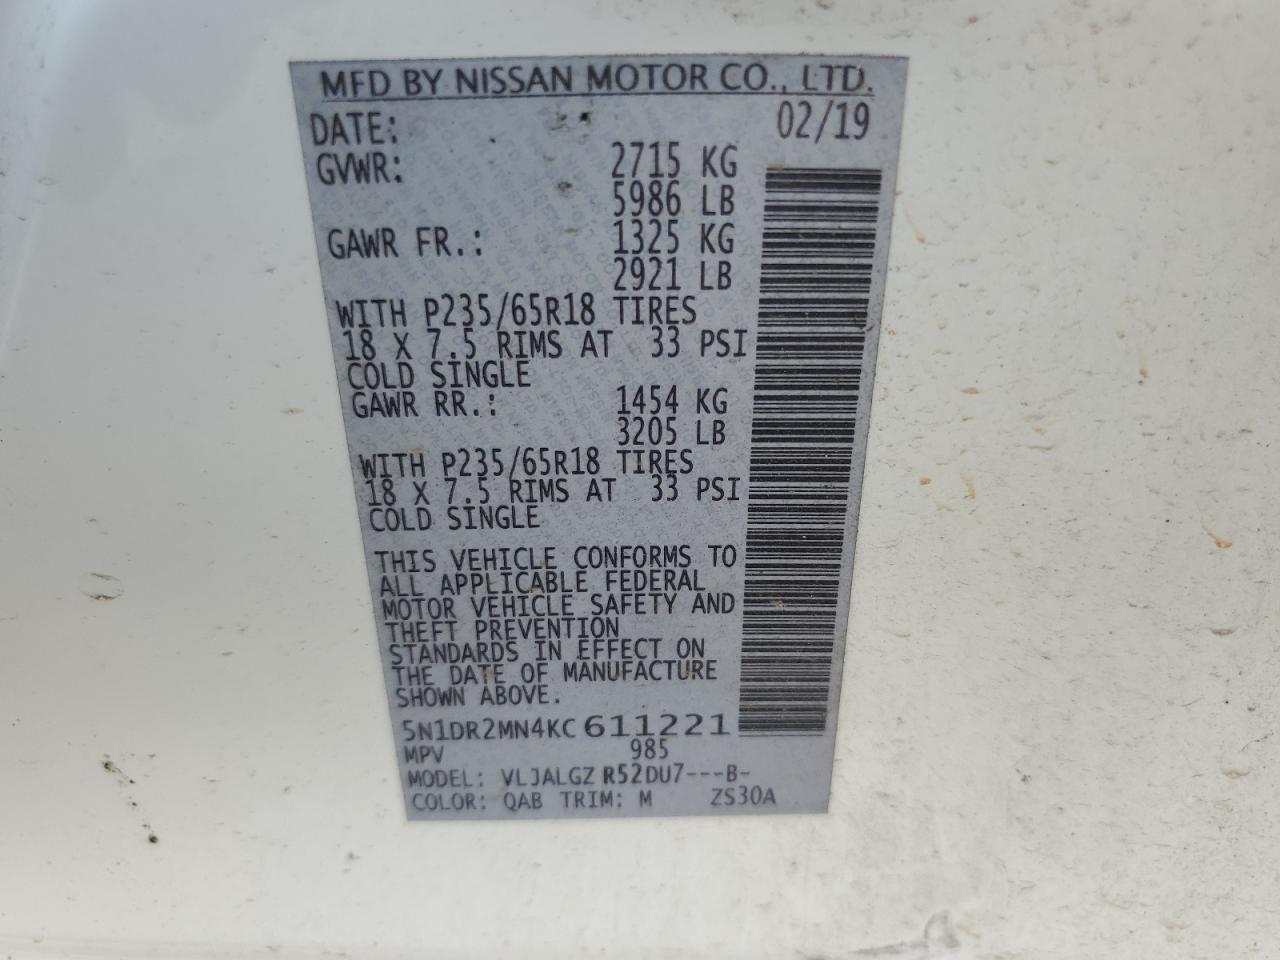 MFD BY NISSAN MOTOR CO., LTD.
DATE: 02/19
GVWR: 2715 KG
5986 LB
GAWR FR.: 1325 KG
2921 LB
WITH P235/65R18 TIRES
18 X 7.5 RIMS AT 33 PSI
COLD SINGLE
GAWR RR.: 1454 KG
3205 LB
WITH P235/65R18 TIRES
18 X 7.5 RIMS AT 33 PSI
COLD SINGLE
THIS VEHICLE CONFORMS TO
ALL APPLICABLE FEDERAL
MOTOR VEHICLE SAFETY AND
THEFT PREVENTION
STANDARDS IN EFFECT ON
THE DATE OF MANUFACTURE
SHOWN ABOVE.
5N1DR2MN4KC611221
MPV 985
MODEL: VLJALGZ R52DU7---B-
COLOR: QAB TRIM: M ZS30A